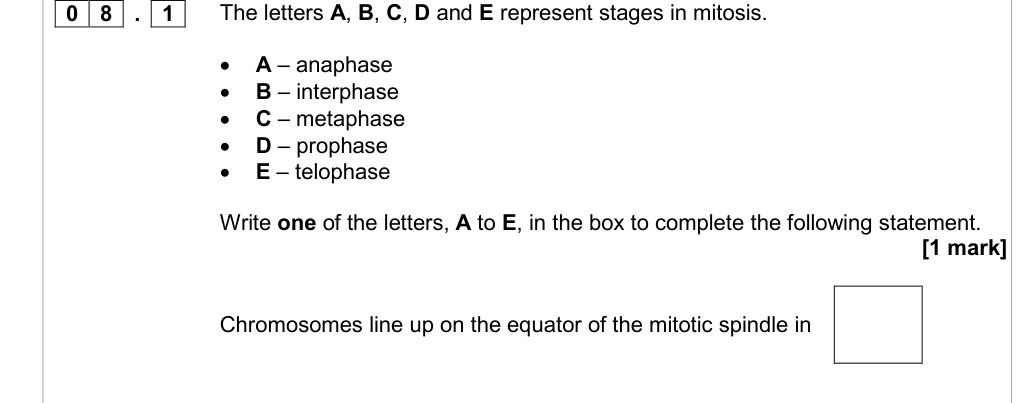 08.1 The letters A, B, C, D and E represent stages in mitosis.
• A – anaphase
• B – interphase
• C – metaphase
• D – prophase
• E – telophase
Write one of the letters, A to E, in the box to complete the following statement.
[1 mark]
Chromosomes line up on the equator of the mitotic spindle in